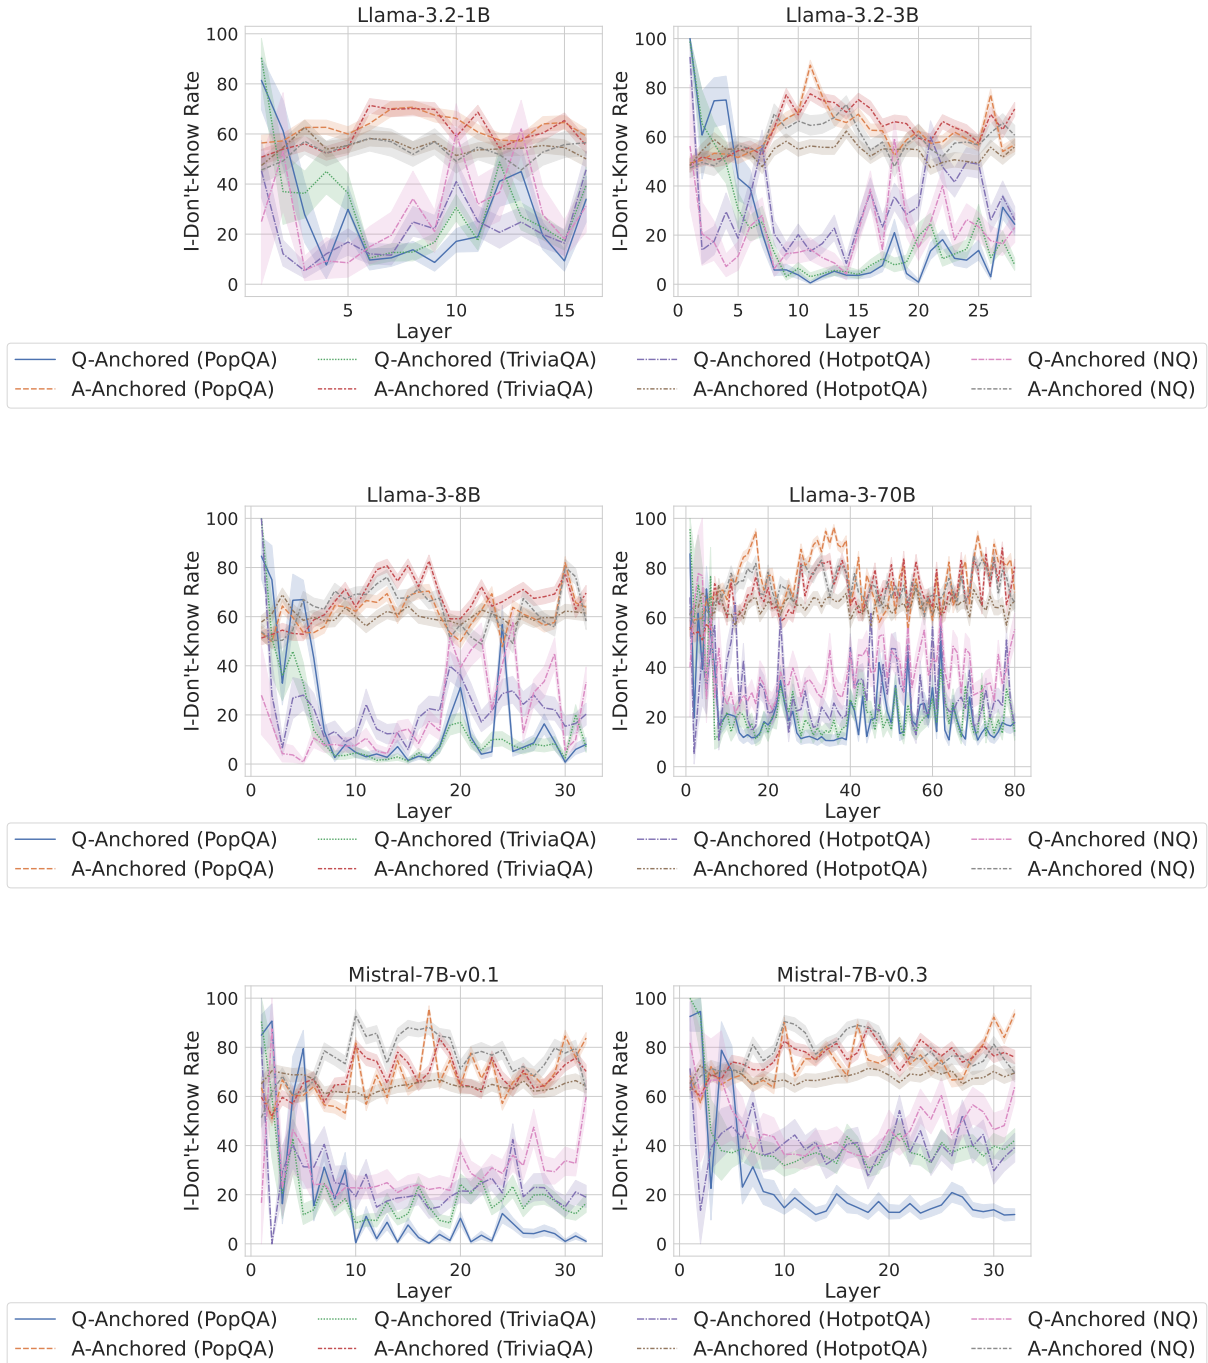 Llama-3.2-1B Llama-3.2-3B
I-Don't-Know Rate
100
80
60
40
20
0
5 10 15
Layer
I-Don't-Know Rate
100
80
60
40
20
0
0 5 10 15 20 25
Layer
Q-Anchored (PopQA) Q-Anchored (TriviaQA) Q-Anchored (HotpotQA) Q-Anchored (NQ)
A-Anchored (PopQA) A-Anchored (TriviaQA) A-Anchored (HotpotQA) A-Anchored (NQ)
Llama-3-8B Llama-3-70B
I-Don't-Know Rate
100
80
60
40
20
0
0 10 20 30
Layer
I-Don't-Know Rate
100
80
60
40
20
0
0 20 40 60 80
Layer
Q-Anchored (PopQA) Q-Anchored (TriviaQA) Q-Anchored (HotpotQA) Q-Anchored (NQ)
A-Anchored (PopQA) A-Anchored (TriviaQA) A-Anchored (HotpotQA) A-Anchored (NQ)
Mistral-7B-v0.1 Mistral-7B-v0.3
I-Don't-Know Rate
100
80
60
40
20
0
0 10 20 30
Layer
I-Don't-Know Rate
100
80
60
40
20
0
0 10 20 30
Layer
Q-Anchored (PopQA) Q-Anchored (TriviaQA) Q-Anchored (HotpotQA) Q-Anchored (NQ)
A-Anchored (PopQA) A-Anchored (TriviaQA) A-Anchored (HotpotQA) A-Anchored (NQ)